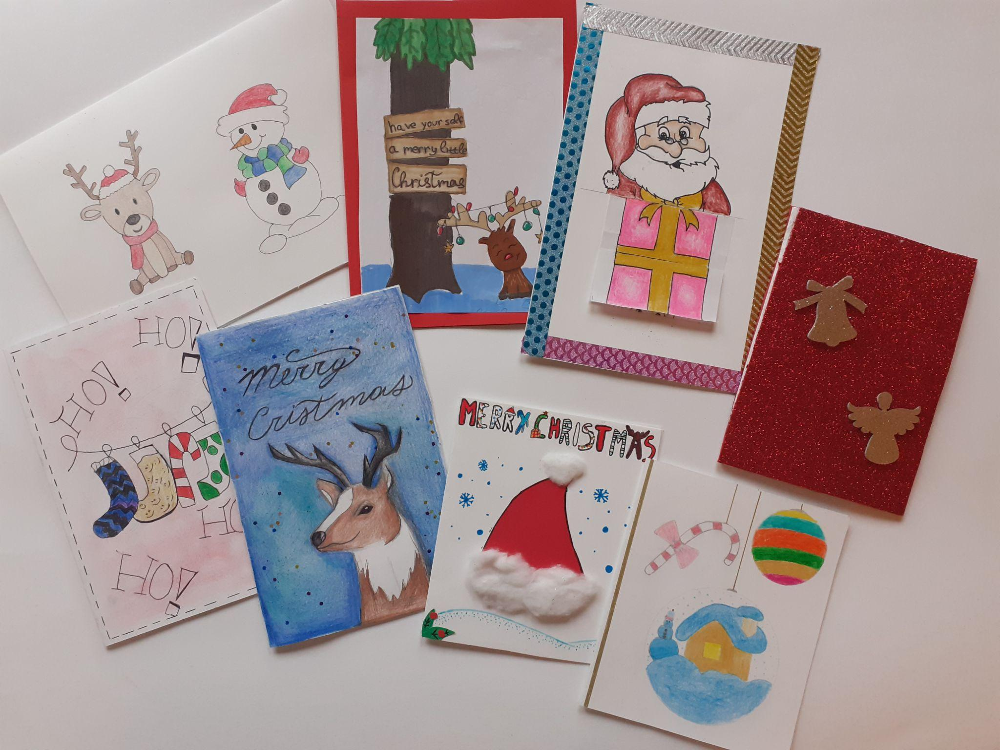 have your self
a merry little
Christmas
HO!
HO!
HO
HO!
Merry
Cristmas
MERRY CHRISTMAS